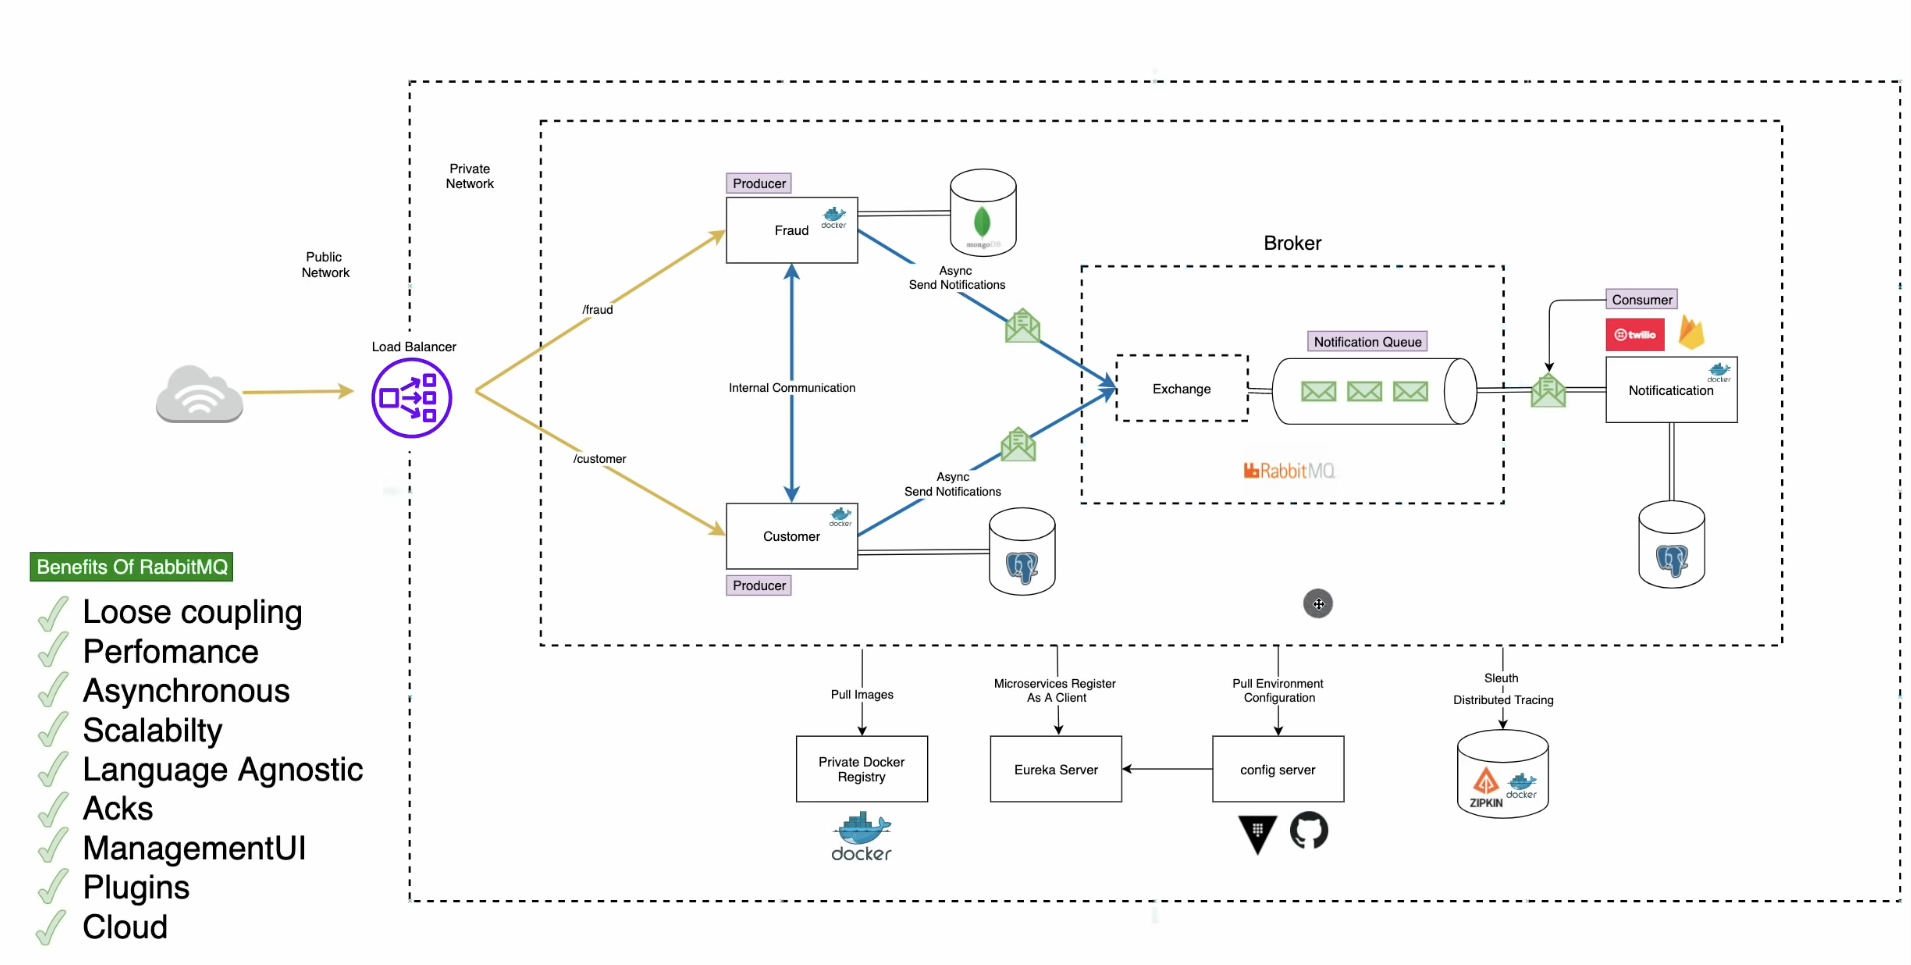 Private
Network
Public
Network
Load Balancer
/fraud
/customer
Producer
Fraud
docker
mongoDB
Async
Send Notifications
Internal Communication
Async
Send Notifications
Customer
docker
Producer
Broker
Exchange
Notification Queue
RabbitMQ
Consumer
twilio
Notificatication
docker
Benefits Of RabbitMQ
Loose coupling
Perfomance
Asynchronous
Scalabilty
Language Agnostic
Acks
ManagementUI
Plugins
Cloud
Pull Images
Private Docker
Registry
docker
Microservices Register
As A Client
Eureka Server
Pull Environment
Configuration
config server
Sleuth
Distributed Tracing
ZIPKIN
docker